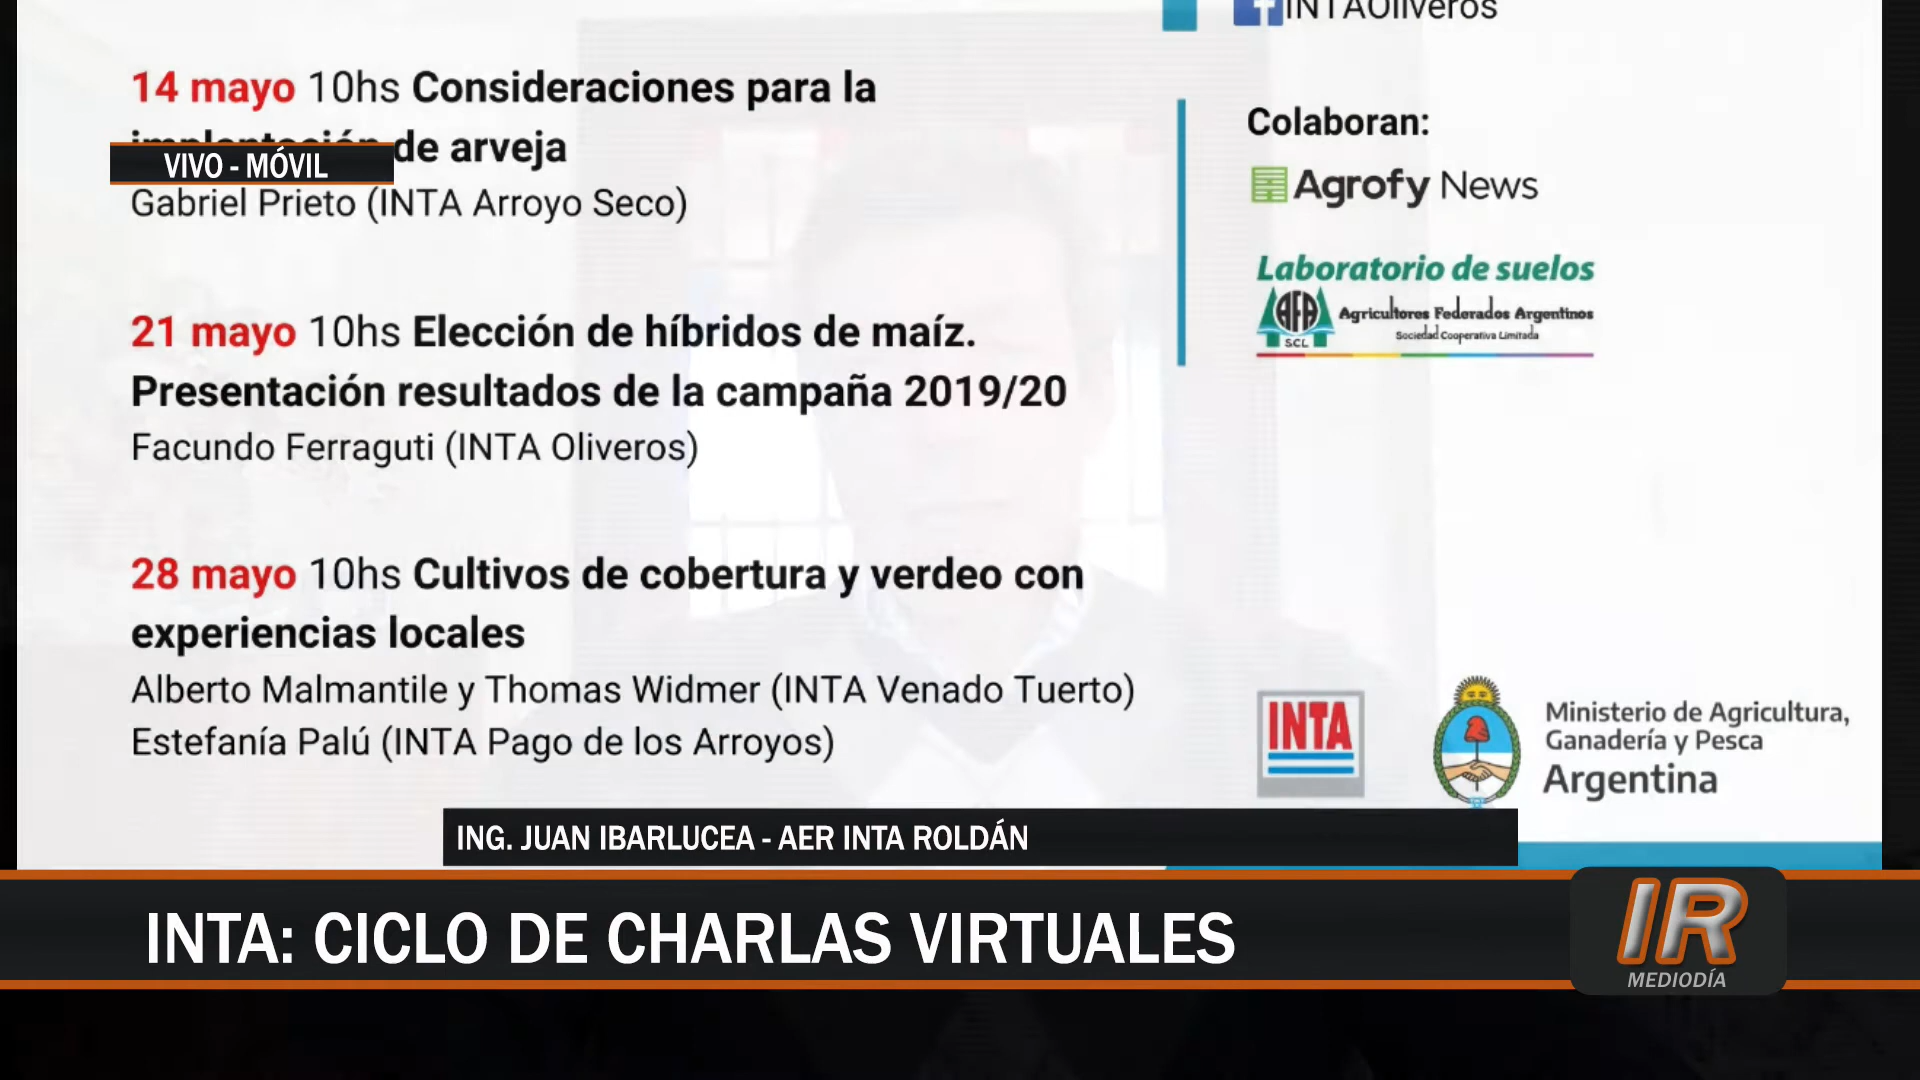 INTAOliveros
14 mayo 10hs Consideraciones para la
implantación de arveja
VIVO - MÓVIL
Gabriel Prieto (INTA Arroyo Seco)
21 mayo 10hs Elección de híbridos de maíz.
Presentación resultados de la campaña 2019/20
Facundo Ferraguti (INTA Oliveros)
28 mayo 10hs Cultivos de cobertura y verdeo con
experiencias locales
Alberto Malmantile y Thomas Widmer (INTA Venado Tuerto)
Estefanía Palú (INTA Pago de los Arroyos)
Colaboran:
Agrofy News
Laboratorio de suelos
AFA
SCL
Agricultores Federados Argentinos
Sociedad Cooperativa Limitada
INTA
Ministerio de Agricultura,
Ganadería y Pesca
Argentina
ING. JUAN IBARLUCEA - AER INTA ROLDÁN
INTA: CICLO DE CHARLAS VIRTUALES
IR
MEDIODÍA